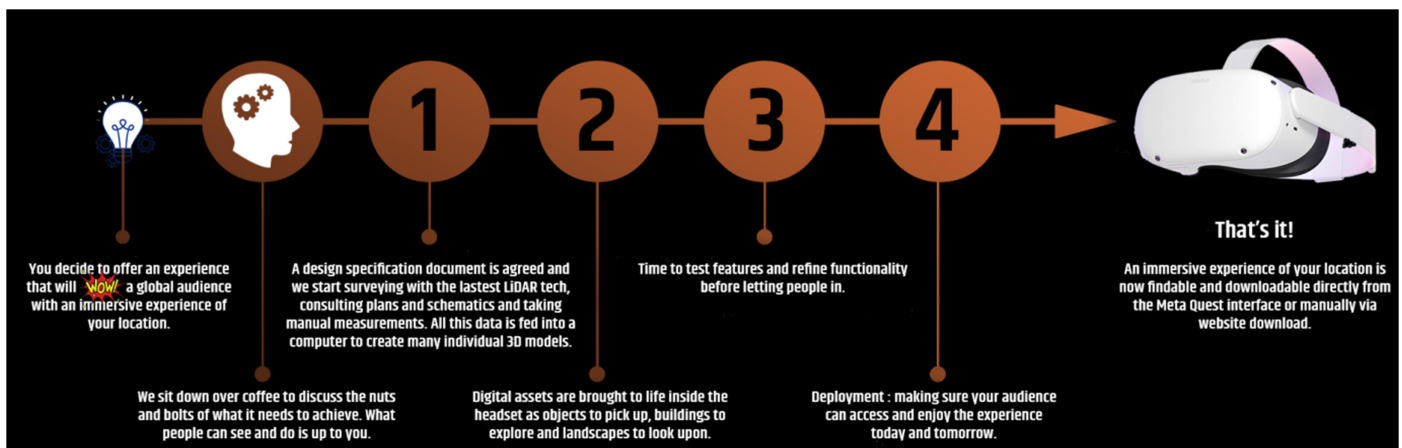 1
2
3
4
You decide to offer an experience
that will WOW! a global audience
with an immersive experience of
your location.
We sit down over coffee to discuss the nuts
and bolts of what it needs to achieve. What
people can see and do is up to you.
A design specification document is agreed and
we start surveying with the lastest LiDAR tech,
consulting plans and schematics and taking
manual measurements. All this data is fed into a
computer to create many individual 3D models.
Digital assets are brought to life inside the
headset as objects to pick up, buildings to
explore and landscapes to look upon.
Time to test features and refine functionality
before letting people in.
Deployment : making sure your audience
can access and enjoy the experience
today and tomorrow.
That's it!
An immersive experience of your location is
now findable and downloadable directly from
the Meta Quest interface or manually via
website download.